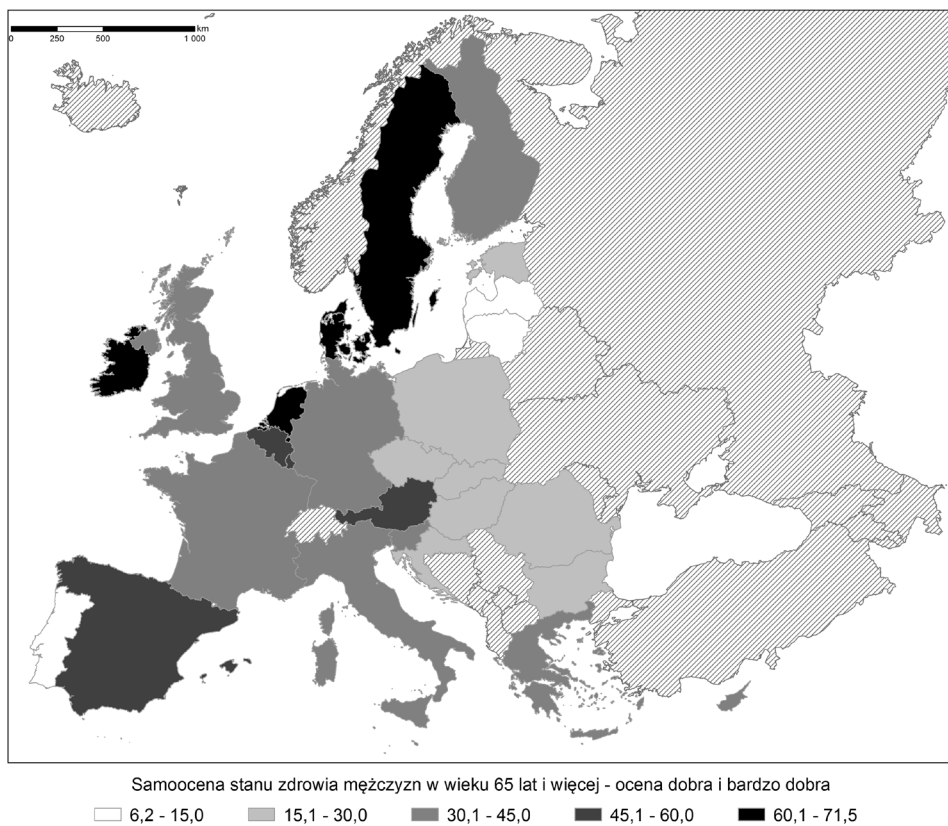 km
0 250 500 1 000
Samoocena stanu zdrowia mężczyzn w wieku 65 lat i więcej - ocena dobra i bardzo dobra
6,2 - 15,0 15,1 - 30,0 30,1 - 45,0 45,1 - 60,0 60,1 - 71,5